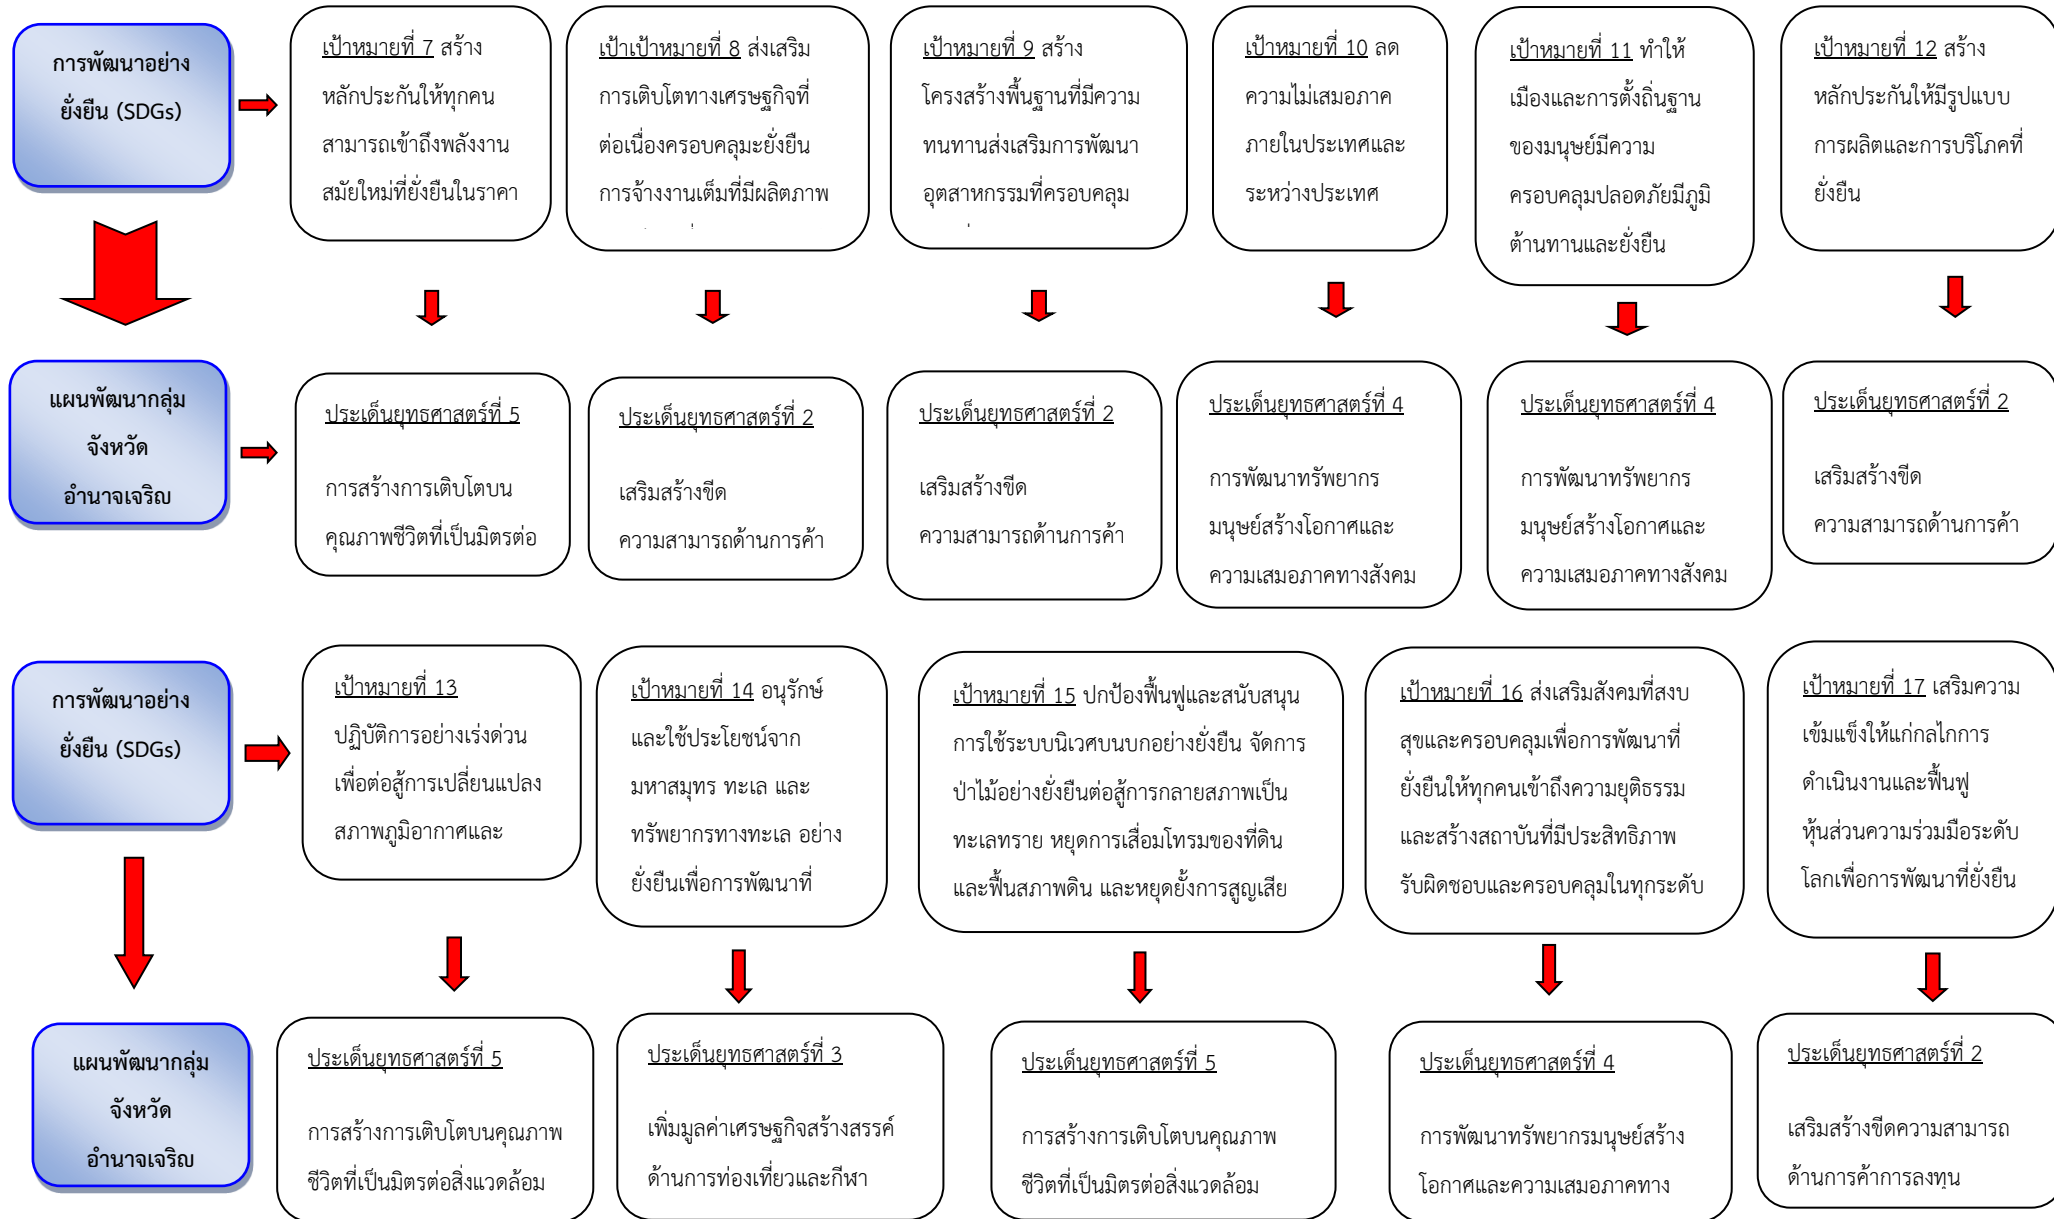 การพัฒนาอย่าง
ยั่งยืน (SDGs)
เป้าหมายที่ 7 สร้าง
หลักประกันให้ทุกคน
สามารถเข้าถึงพลังงาน
สมัยใหม่ที่ยั่งยืนในราคา
เป้าเป้าหมายที่ 8 ส่งเสริม
การเติบโตทางเศรษฐกิจที่
ต่อเนื่องครอบคลุมะยั่งยืน
การจ้างงานเต็มที่มีผลิตภาพ
เป้าหมายที่ 9 สร้าง
โครงสร้างพื้นฐานที่มีความ
ทนทานส่งเสริมการพัฒนา
อุตสาหกรรมที่ครอบคลุม
เป้าหมายที่ 10 ลด
ความไม่เสมอภาค
ภายในประเทศและ
ระหว่างประเทศ
เป้าหมายที่ 11 ทำให้
เมืองและการตั้งถิ่นฐาน
ของมนุษย์มีความ
ครอบคลุมปลอดภัยมีภูมิ
ต้านทานและยั่งยืน
เป้าหมายที่ 12 สร้าง
หลักประกันให้มีรูปแบบ
การผลิตและการบริโภคที่
ยั่งยืน
แผนพัฒนากลุ่ม
จังหวัด
อำนาจเจริญ
ประเด็นยุทธศาสตร์ที่ 5
การสร้างการเติบโตบน
คุณภาพชีวิตที่เป็นมิตรต่อ
ประเด็นยุทธศาสตร์ที่ 2
เสริมสร้างขีด
ความสามารถด้านการค้า
ประเด็นยุทธศาสตร์ที่ 2
เสริมสร้างขีด
ความสามารถด้านการค้า
ประเด็นยุทธศาสตร์ที่ 4
การพัฒนาทรัพยากร
มนุษย์สร้างโอกาสและ
ความเสมอภาคทางสังคม
ประเด็นยุทธศาสตร์ที่ 4
การพัฒนาทรัพยากร
มนุษย์สร้างโอกาสและ
ความเสมอภาคทางสังคม
ประเด็นยุทธศาสตร์ที่ 2
เสริมสร้างขีด
ความสามารถด้านการค้า
การพัฒนาอย่าง
ยั่งยืน (SDGs)
เป้าหมายที่ 13
ปฏิบัติการอย่างเร่งด่วน
เพื่อต่อสู้การเปลี่ยนแปลง
สภาพภูมิอากาศและ
เป้าหมายที่ 14 อนุรักษ์
และใช้ประโยชน์จาก
มหาสมุทร ทะเล และ
ทรัพยากรทางทะเล อย่าง
ยั่งยืนเพื่อการพัฒนาที่
เป้าหมายที่ 15 ปกป้องฟื้นฟูและสนับสนุน
การใช้ระบบนิเวศบนบกอย่างยั่งยืน จัดการ
ป่าไม้อย่างยั่งยืนต่อสู้การกลายสภาพเป็น
ทะเลทราย หยุดการเสื่อมโทรมของที่ดิน
และฟื้นสภาพดิน และหยุดยั้งการสูญเสีย
เป้าหมายที่ 16 ส่งเสริมสังคมที่สงบ
สุขและครอบคลุมเพื่อการพัฒนาที่
ยั่งยืนให้ทุกคนเข้าถึงความยุติธรรม
และสร้างสถาบันที่มีประสิทธิภาพ
รับผิดชอบและครอบคลุมในทุกระดับ
เป้าหมายที่ 17 เสริมความ
เข้มแข็งให้แก่กลไกการ
ดำเนินงานและฟื้นฟู
หุ้นส่วนความร่วมมือระดับ
โลกเพื่อการพัฒนาที่ยั่งยืน
แผนพัฒนากลุ่ม
จังหวัด
อำนาจเจริญ
ประเด็นยุทธศาสตร์ที่ 5
การสร้างการเติบโตบนคุณภาพ
ชีวิตที่เป็นมิตรต่อสิ่งแวดล้อม
ประเด็นยุทธศาสตร์ที่ 3
เพิ่มมูลค่าเศรษฐกิจสร้างสรรค์
ด้านการท่องเที่ยวและกีฬา
ประเด็นยุทธศาสตร์ที่ 5
การสร้างการเติบโตบนคุณภาพ
ชีวิตที่เป็นมิตรต่อสิ่งแวดล้อม
ประเด็นยุทธศาสตร์ที่ 4
การพัฒนาทรัพยากรมนุษย์สร้าง
โอกาสและความเสมอภาคทาง
ประเด็นยุทธศาสตร์ที่ 2
เสริมสร้างขีดความสามารถ
ด้านการค้าการลงทุน